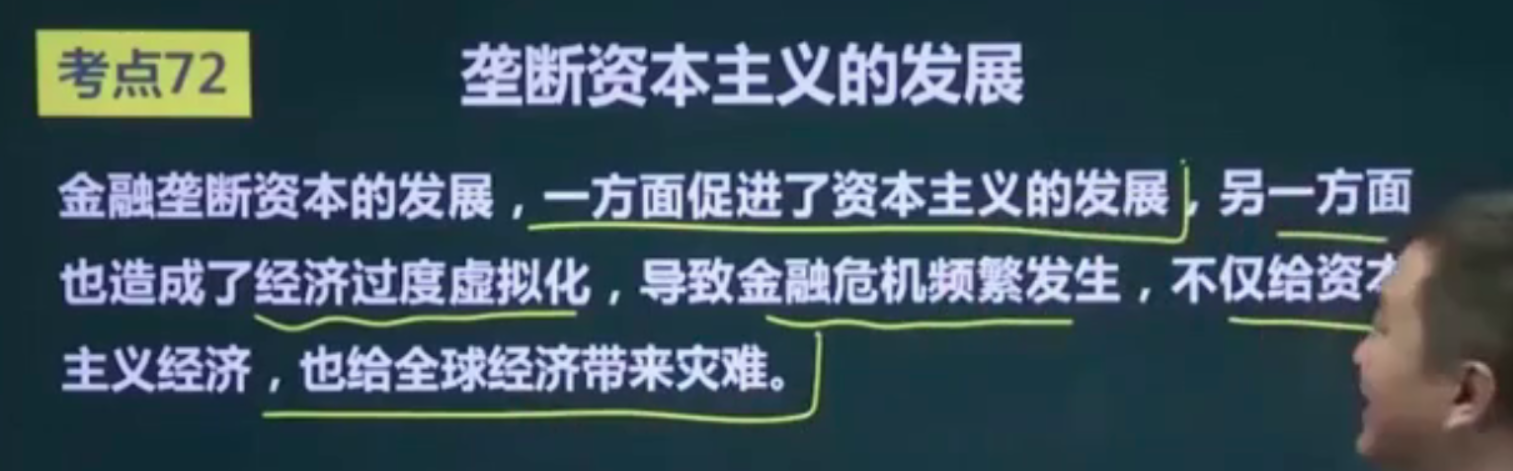 考点72
垄断资本主义的发展
金融垄断资本的发展，一方面促进了资本主义的发展，另一方面
也造成了经济过度虚拟化，导致金融危机频繁发生，不仅给资本
主义经济，也给全球经济带来灾难。